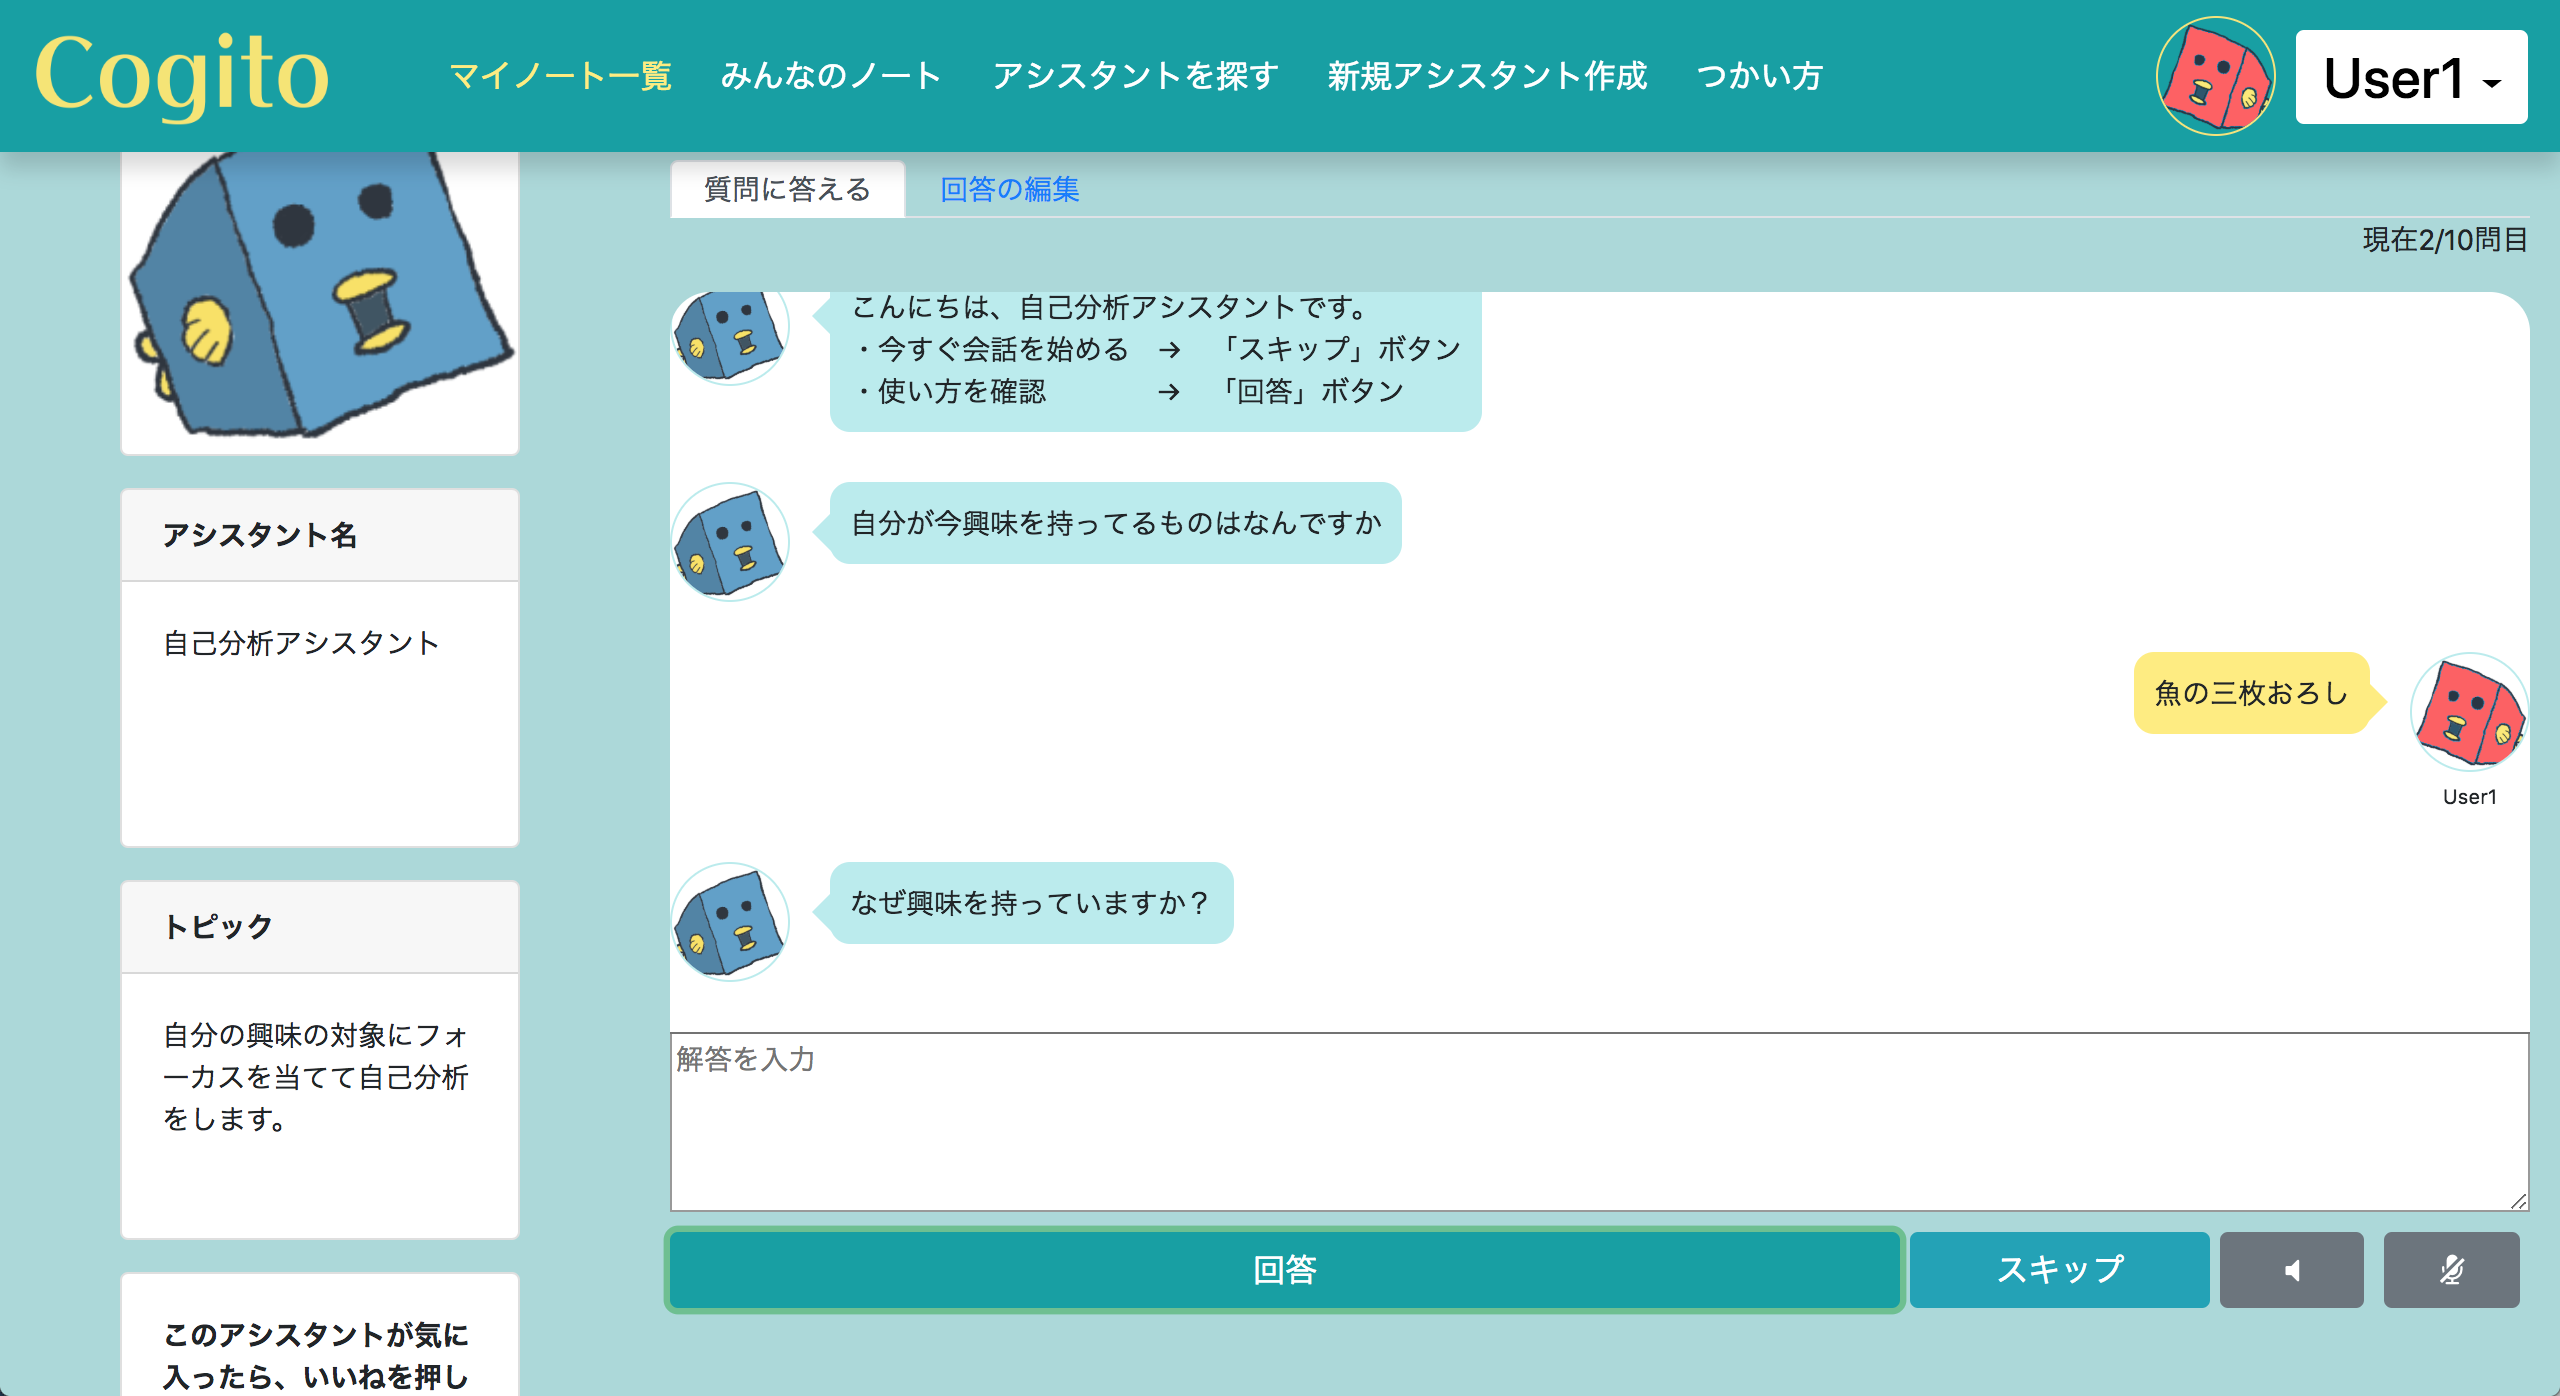 Cogito
マイノート一覧
みんなのノート
アシスタントを探す
新規アシスタント作成
つかい方
User1
アシスタント名
自己分析アシスタント
トピック
自分の興味の対象にフォ
ーカスを当てて自己分析
をします。
このアシスタントが気に
入ったら、いいねを押し
質問に答える
回答の編集
現在2/10問目
こんにちは、自己分析アシスタントです。
・今すぐ会話を始める　→　「スキップ」ボタン
・使い方を確認　　　　→　「回答」ボタン
自分が今興味を持ってるものはなんですか
魚の三枚おろし
User1
なぜ興味を持っていますか？
解答を入力
回答
スキップ